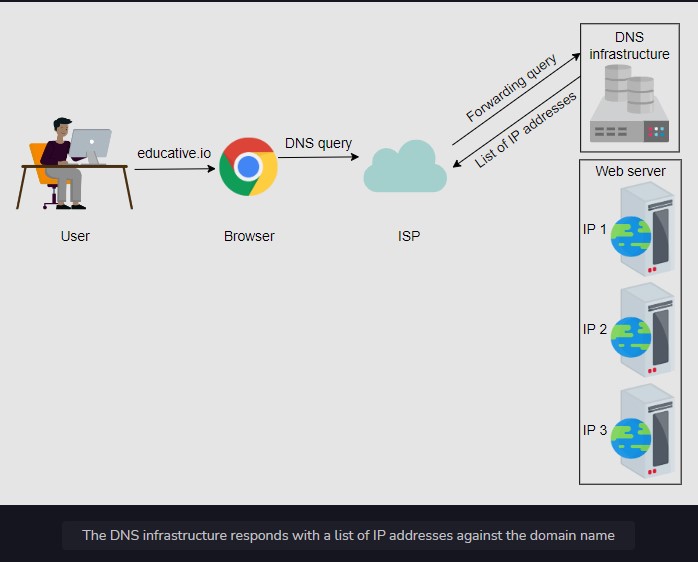 DNS
infrastructure
Forwarding query
List of IP addresses
educative.io
DNS query
User
Browser
ISP
Web server
IP 1
IP 2
IP 3
The DNS infrastructure responds with a list of IP addresses against the domain name